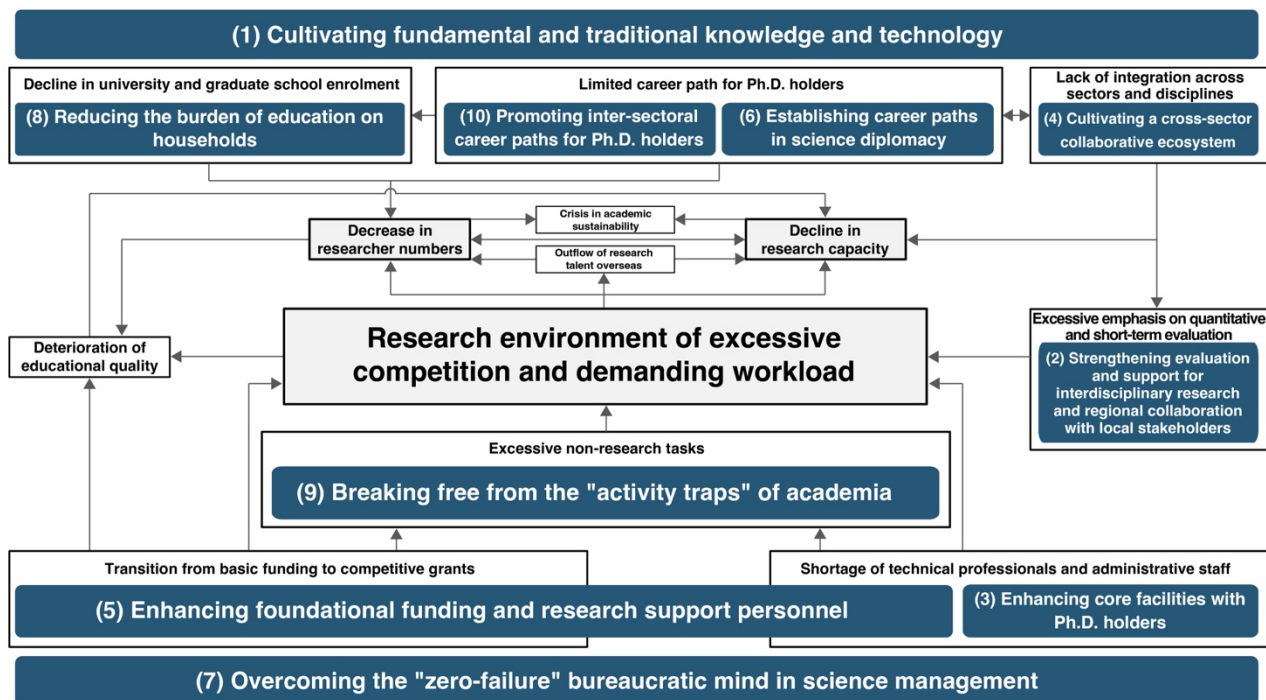 (1) Cultivating fundamental and traditional knowledge and technology
Decline in university and graduate school enrolment
(8) Reducing the burden of education on
households
Limited career path for Ph.D. holders
(10) Promoting inter-sectoral
career paths for Ph.D. holders
(6) Establishing career paths
in science diplomacy
Lack of integration across
sectors and disciplines
(4) Cultivating a cross-sector
collaborative ecosystem
Decrease in
researcher numbers
Crisis in academic
sustainability
Outflow of research
talent overseas
Decline in
research capacity
Deterioration of
educational quality
Research environment of excessive
competition and demanding workload
Excessive emphasis on quantitative
and short-term evaluation
(2) Strengthening evaluation
and support for
interdisciplinary research
and regional collaboration
with local stakeholders
Excessive non-research tasks
(9) Breaking free from the "activity traps" of academia
Transition from basic funding to competitive grants
Shortage of technical professionals and administrative staff
(5) Enhancing foundational funding and research support personnel
(3) Enhancing core facilities with
Ph.D. holders
(7) Overcoming the "zero-failure" bureaucratic mind in science management